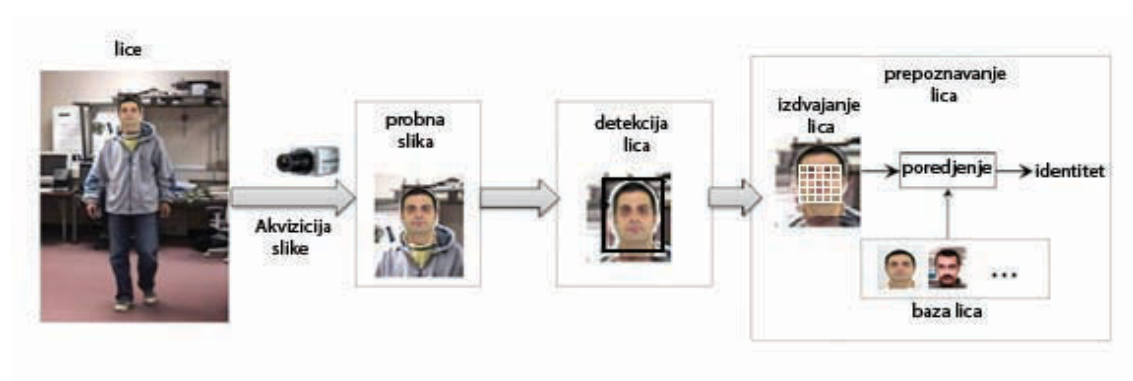 lice
Akvizicija
slike
probna
slika
detekcija
lica
prepoznavanje
lica
izdvajanje
lica
poredjenje
identitet
...
baza lica